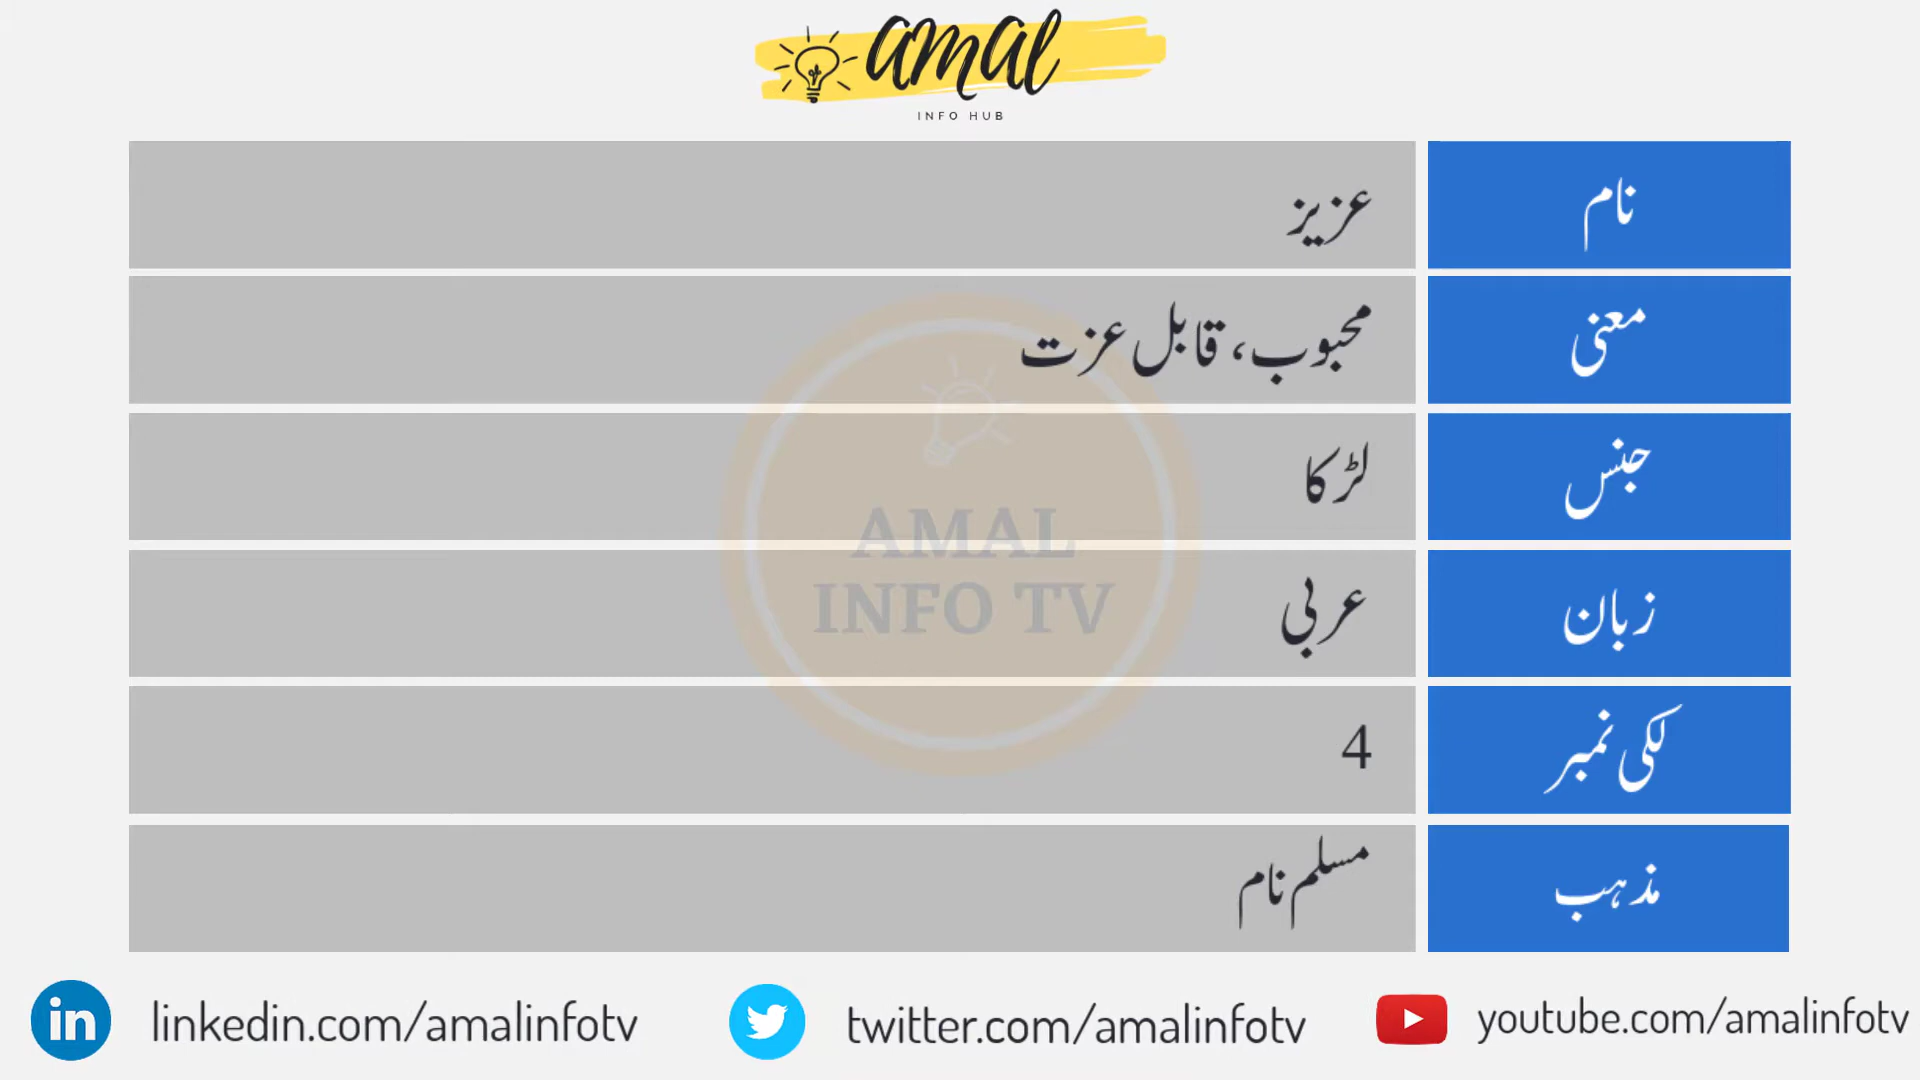 amal
INFO HUB
نام
عزیز
معنی
محبوب، قابل عزت
جنس
لڑکا
زبان
عربی
لکی نمبر
4
مذہب
مسلم نام
AMAL
INFO TV
linkedin.com/amalinfotv
twitter.com/amalinfotv
youtube.com/amalinfotv